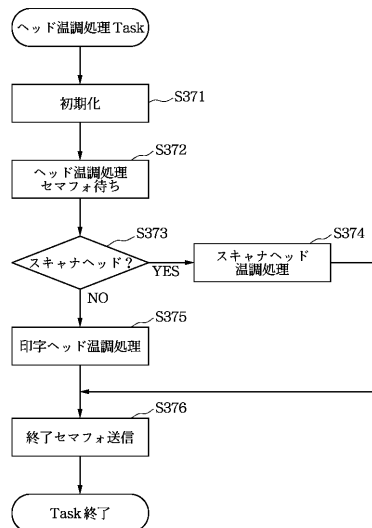 ヘッド温調処理 Task
S371
初期化
S372
ヘッド温調処理
セマフォ待ち
S373
スキャナヘッド？
YES
S374
スキャナヘッド
温調処理
NO
S375
印字ヘッド温調処理
S376
終了セマフォ送信
Task 終了